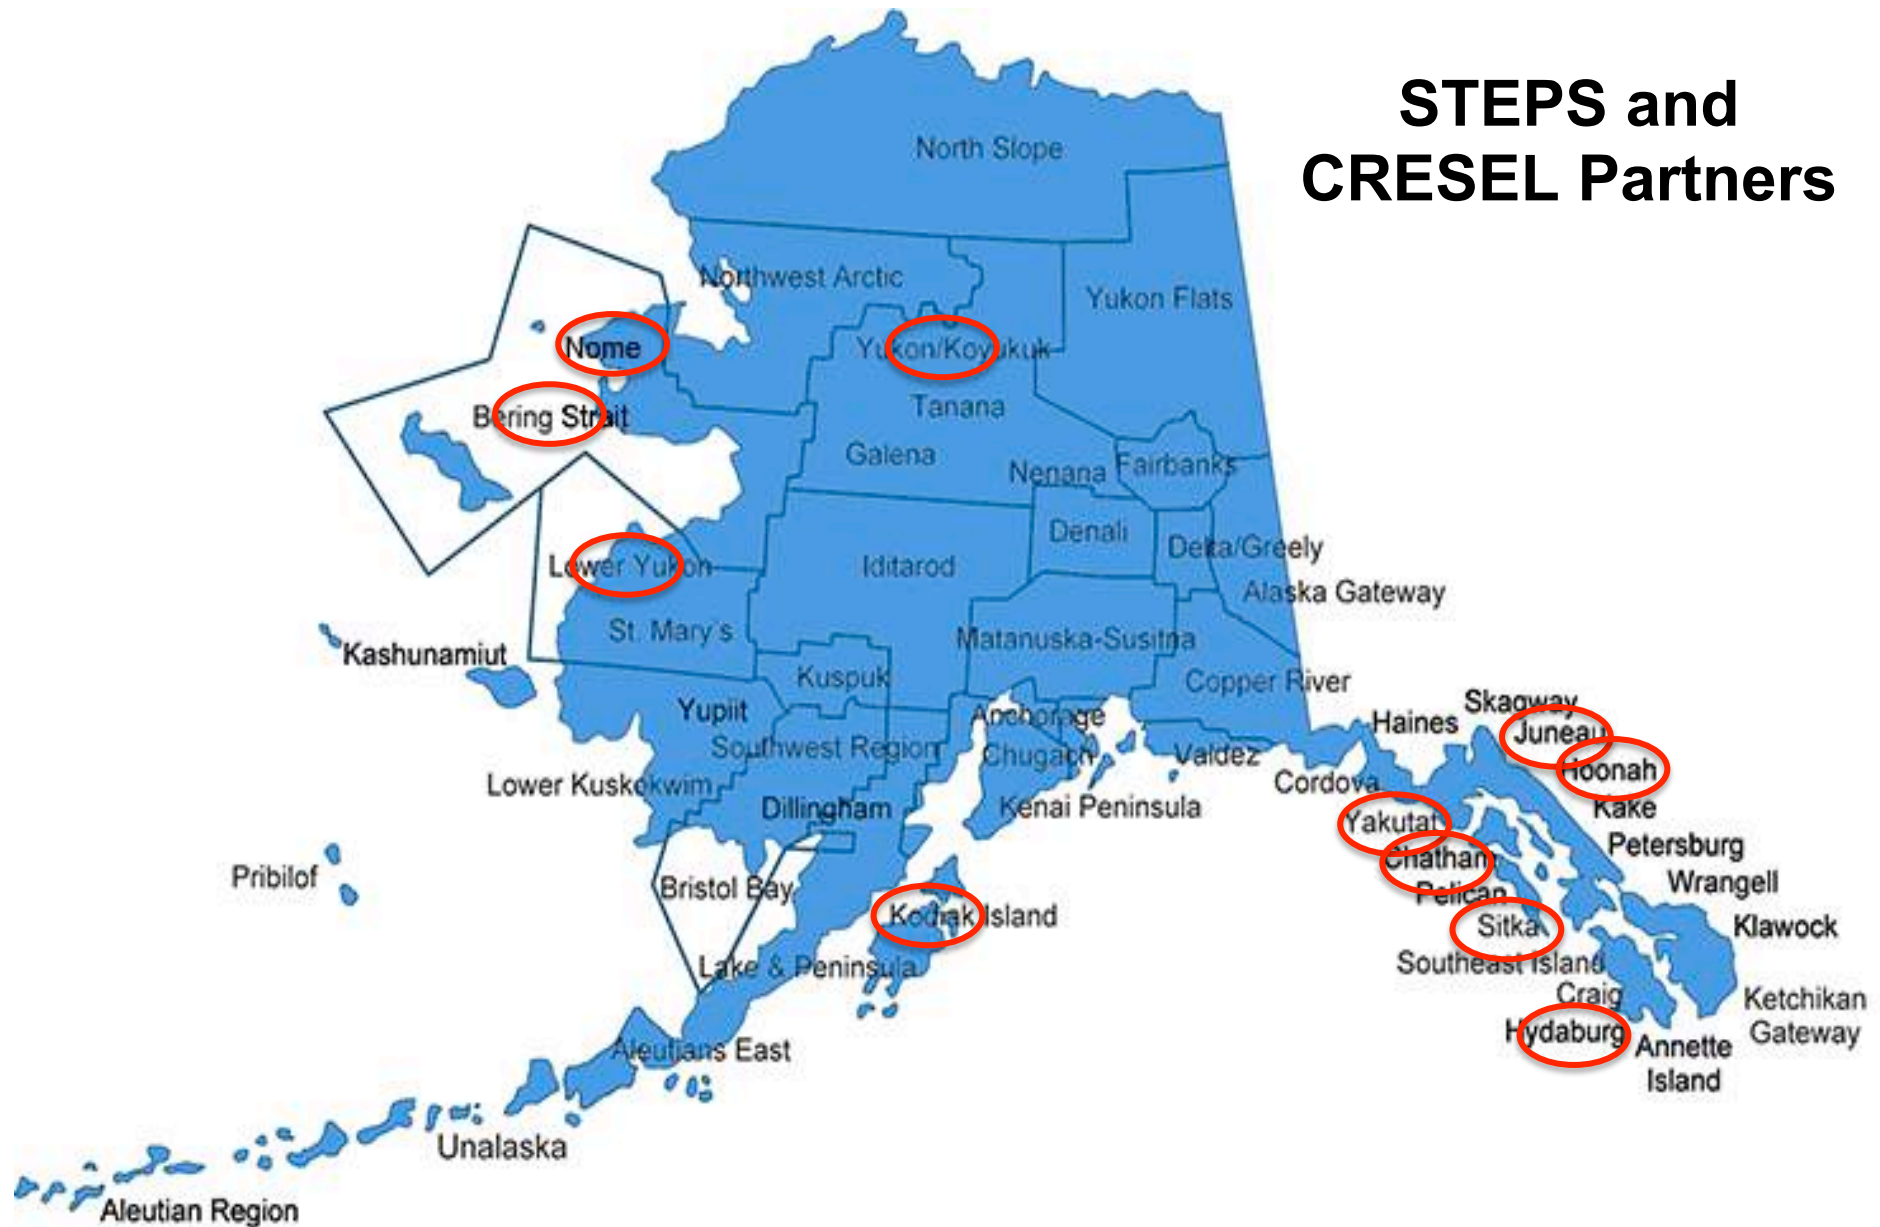 STEPS and
CRESEL Partners
North Slope
Northwest Arctic
Yukon Flats
Nome
Yukon/Koyukuk
Bering Strait
Tanana
Galena
Nenana
Fairbanks
Denali
Delta/Greely
Lower Yukon
Iditarod
Alaska Gateway
St. Mary's
Matanuska-Susitna
Kashunamiut
Kuspuk
Copper River
Yupiit
Anchorage
Skagway
Haines
Juneau
Southwest Region
Chugach
Valdez
Hoonah
Lower Kuskokwim
Cordova
Dillingham
Kenai Peninsula
Kake
Yakutat
Petersburg
Chatham
Pribilof
Bristol Bay
Wrangell
Pelican
Kodiak Island
Sitka
Klawock
Lake & Peninsula
Southeast Island
Craig
Ketchikan
Gateway
Hydaburg
Annette
Island
Aleutians East
Unalaska
Aleutian Region